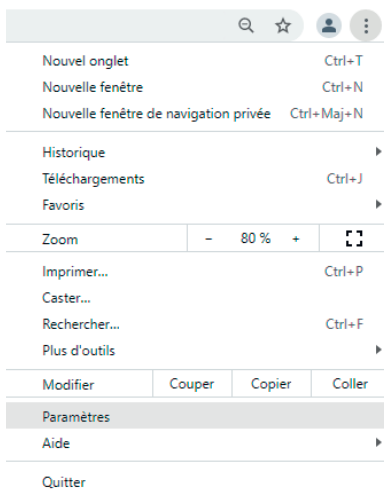 Nouvel onglet Ctrl+T
Nouvelle fenêtre Ctrl+N
Nouvelle fenêtre de navigation privée Ctrl+Maj+N
Historique
Téléchargements Ctrl+J
Favoris
Zoom - 80 % +
Imprimer... Ctrl+P
Caster...
Rechercher... Ctrl+F
Plus d'outils
Modifier Couper Copier Coller
Paramètres
Aide
Quitter